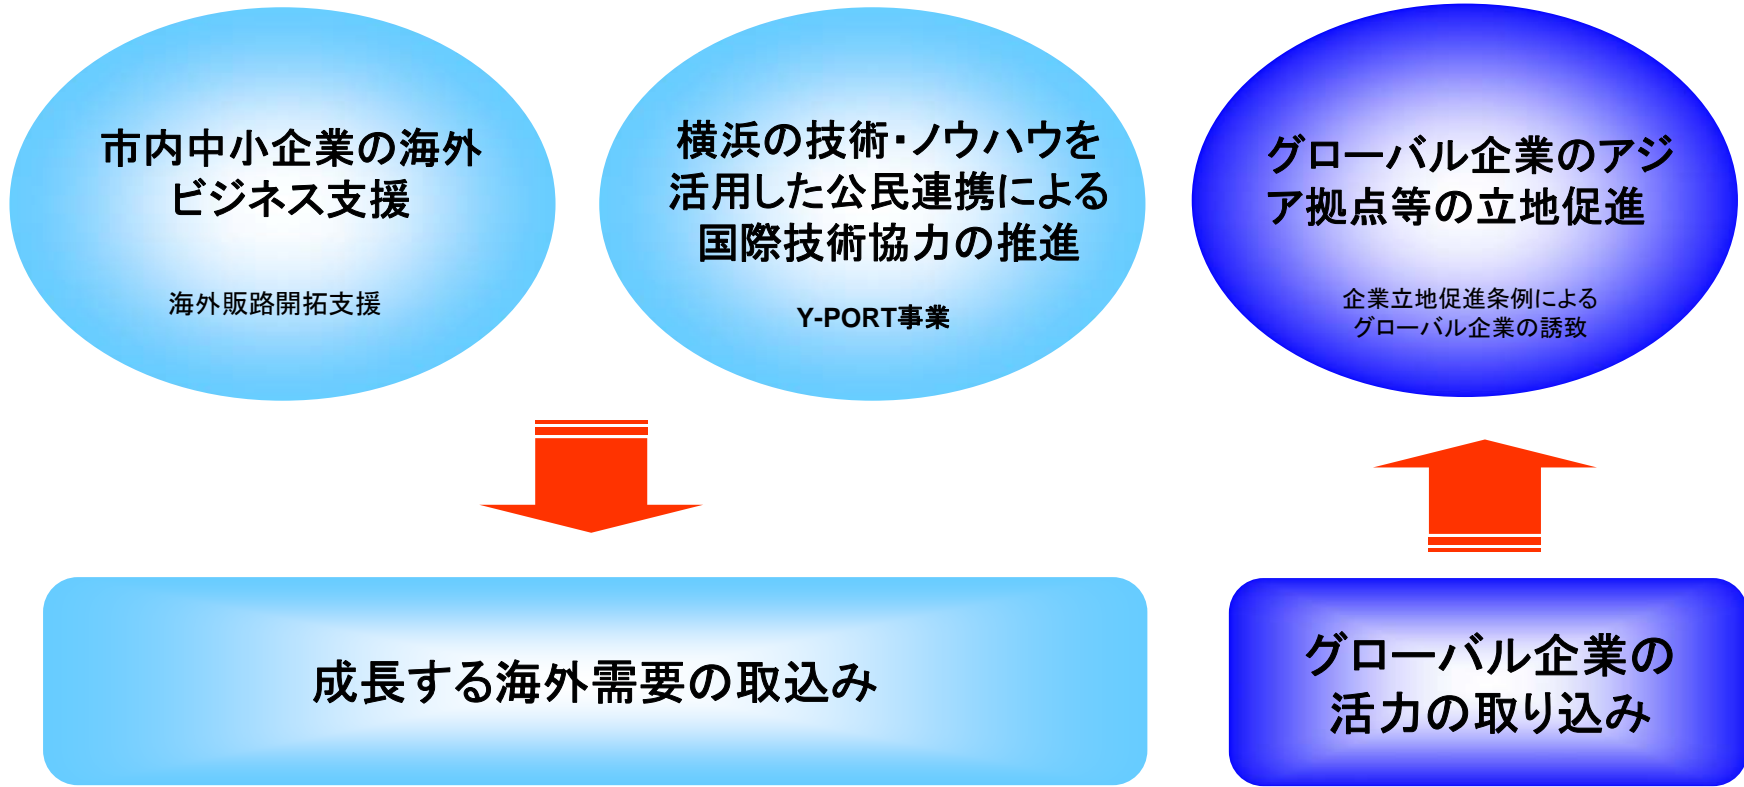 市内中小企業の海外
ビジネス支援
海外販路開拓支援
横浜の技術・ノウハウを
活用した公民連携による
国際技術協力の推進
Y-PORT事業
グローバル企業のアジ
ア拠点等の立地促進
企業立地促進条例による
グローバル企業の誘致
成長する海外需要の取込み
グローバル企業の
活力の取り込み